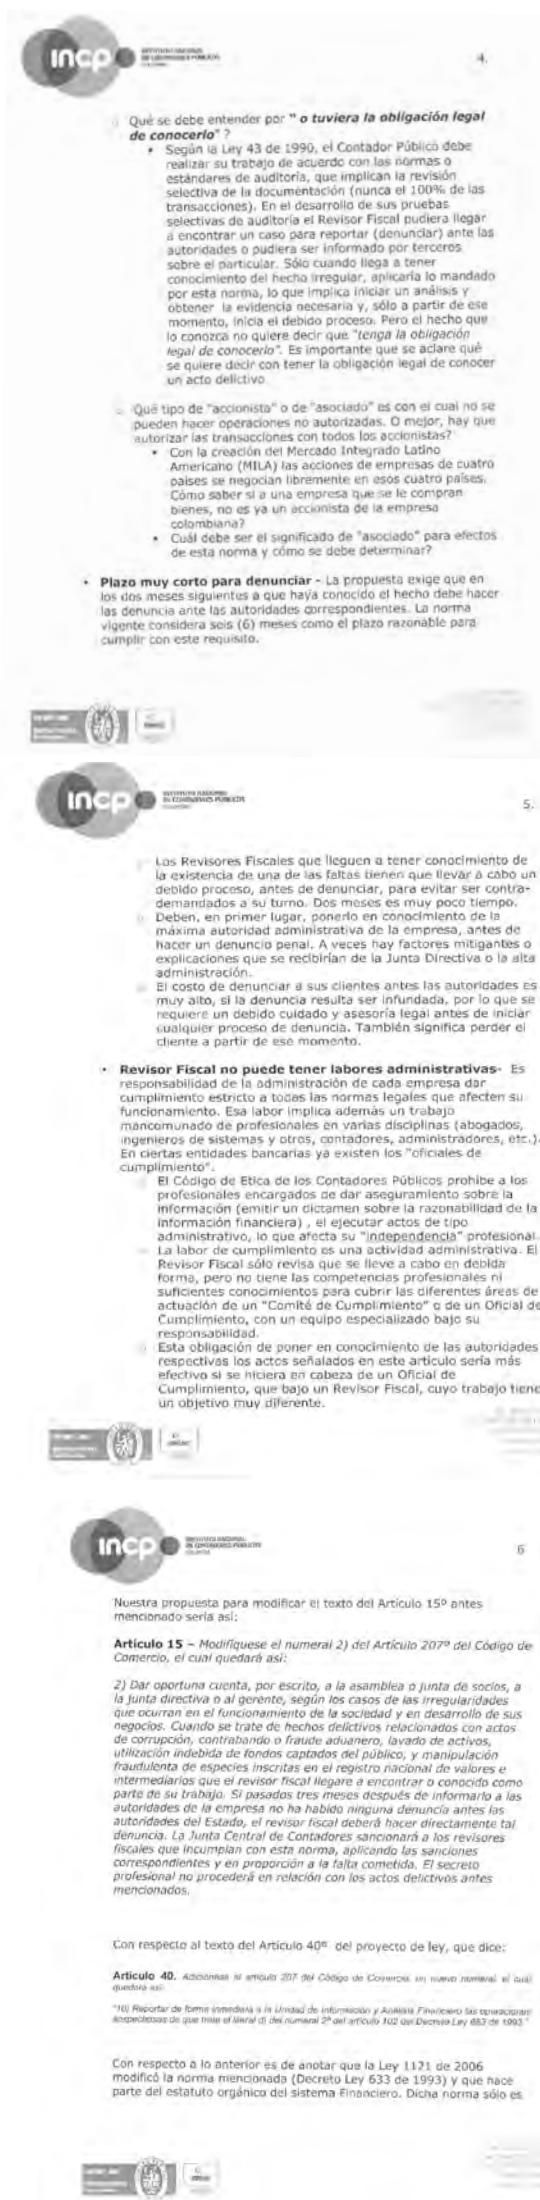 incp INSTITUTO NACIONAL
DE CONTADORES PÚBLICOS
COLOMBIA
4.
Qué se debe entender por " o tuviera la obligación legal
de conocerlo" ?
• Según la Ley 43 de 1990, el Contador Público debe
realizar su trabajo de acuerdo con las normas o
estándares de auditoría, que implican la revisión
selectiva de la documentación (nunca el 100% de las
transacciones). En el desarrollo de sus pruebas
selectivas de auditoría el Revisor Fiscal pudiera llegar
a encontrar un caso para reportar (denunciar) ante las
autoridades o pudiera ser informado por terceros
sobre el particular. Sólo cuando llega a tener
conocimiento del hecho irregular, aplicaría lo mandado
por esta norma, lo que implica iniciar un análisis y
obtener la evidencia necesaria y, sólo a partir de ese
momento, inicia el debido proceso. Pero el hecho que
lo conozca no quiere decir que "tenga la obligación
legal de conocerlo". Es importante que se aclare qué
se quiere decir con tener la obligación legal de conocer
un acto delictivo
Qué tipo de "accionista" o de "asociado" es con el cual no se
pueden hacer operaciones no autorizadas. O mejor, hay que
autorizar las transacciones con todos los accionistas?
• Con la creación del Mercado Integrado Latino
Americano (MILA) las acciones de empresas de cuatro
países se negocian libremente en esos cuatro países.
Cómo saber si a una empresa que se le compran
bienes, no es ya un accionista de la empresa
colombiana?
• Cuál debe ser el significado de "asociado" para efectos
de esta norma y cómo se debe determinar?
• Plazo muy corto para denunciar - La propuesta exige que en
los dos meses siguientes a que haya conocido el hecho debe hacer
las denuncia ante las autoridades correspondientes. La norma
vigente considera seis (6) meses como el plazo razonable para
cumplir con este requisito.
incp INSTITUTO NACIONAL
DE CONTADORES PÚBLICOS
COLOMBIA
5.
Los Revisores Fiscales que lleguen a tener conocimiento de
la existencia de una de las faltas tienen que llevar a cabo un
debido proceso, antes de denunciar, para evitar ser contra-
demandados a su turno. Dos meses es muy poco tiempo.
Deben, en primer lugar, ponerlo en conocimiento de la
máxima autoridad administrativa de la empresa, antes de
hacer un denuncio penal. A veces hay factores mitigantes o
explicaciones que se recibirían de la Junta Directiva o la alta
administración.
El costo de denunciar a sus clientes antes las autoridades es
muy alto, si la denuncia resulta ser infundada, por lo que se
requiere un debido cuidado y asesoría legal antes de iniciar
cualquier proceso de denuncia. También significa perder el
cliente a partir de ese momento.
• Revisor Fiscal no puede tener labores administrativas- Es
responsabilidad de la administración de cada empresa dar
cumplimiento estricto a todas las normas legales que afecten su
funcionamiento. Esa labor implica además un trabajo
mancomunado de profesionales en varias disciplinas (abogados,
ingenieros de sistemas y otros, contadores, administradores, etc.).
En ciertas entidades bancarias ya existen los "oficiales de
cumplimiento".
El Código de Etica de los Contadores Públicos prohibe a los
profesionales encargados de dar aseguramiento sobre la
información (emitir un dictamen sobre la razonabilidad de la
información financiera) , el ejecutar actos de tipo
administrativo, lo que afecta su "independencia" profesional.
La labor de cumplimiento es una actividad administrativa. El
Revisor Fiscal sólo revisa que se lleve a cabo en debida
forma, pero no tiene las competencias profesionales ni
suficientes conocimientos para cubrir las diferentes áreas de
actuación de un "Comité de Cumplimiento" o de un Oficial de
Cumplimiento, con un equipo especializado bajo su
responsabilidad.
Esta obligación de poner en conocimiento de las autoridades
respectivas los actos señalados en este articulo sería más
efectivo si se hiciera en cabeza de un Oficial de
Cumplimiento, que bajo un Revisor Fiscal, cuyo trabajo tiene
un objetivo muy diferente.
incp INSTITUTO NACIONAL
DE CONTADORES PÚBLICOS
COLOMBIA
6
Nuestra propuesta para modificar el texto del Artículo 15º antes
mencionado sería así:
Artículo 15 – Modifíquese el numeral 2) del Artículo 207º del Código de
Comercio, el cual quedará así:
2) Dar oportuna cuenta, por escrito, a la asamblea o junta de socios, a
la junta directiva o al gerente, según los casos de las irregularidades
que ocurran en el funcionamiento de la sociedad y en desarrollo de sus
negocios. Cuando se trate de hechos delictivos relacionados con actos
de corrupción, contrabando o fraude aduanero, lavado de activos,
utilización indebida de fondos captados del público, y manipulación
fraudulenta de especies inscritas en el registro nacional de valores e
intermediarios que el revisor fiscal llegare a encontrar o conocido como
parte de su trabajo. Si pasados tres meses después de informarlo a las
autoridades de la empresa no ha habido ninguna denuncia antes las
autoridades del Estado, el revisor fiscal deberá hacer directamente tal
denuncia. La Junta Central de Contadores sancionará a los revisores
fiscales que incumplan con esta norma, aplicando las sanciones
correspondientes y en proporción a la falta cometida. El secreto
profesional no procederá en relación con los actos delictivos antes
mencionados.
Con respecto al texto del Artículo 40º del proyecto de ley, que dice:
Artículo 40. Adiciónase al artículo 207 del Código de Comercio, un nuevo numeral, el cual
quedará así:
"10) Reportar de forma inmediata a la Unidad de Información y Análisis Financiero las operaciones
sospechosas de que trate el literal d) del numeral 2º del artículo 102 del Decreto Ley 663 de 1993."
Con respecto a lo anterior es de anotar que la Ley 1121 de 2006
modificó la norma mencionada (Decreto Ley 633 de 1993) y que hace
parte del estatuto orgánico del sistema Financiero. Dicha norma sólo es